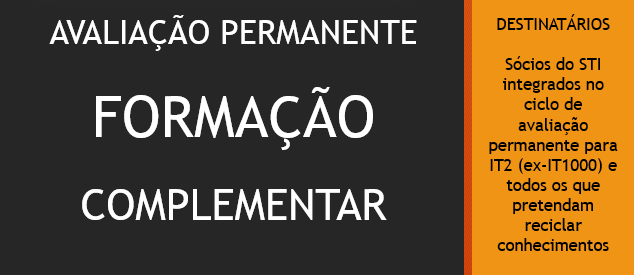 AVALIAÇÃO PERMANENTE
FORMAÇÃO
COMPLEMENTAR
DESTINATÁRIOS
Sócios do STI
integrados no
ciclo de
avaliação
permanente para
IT2 (ex-IT1000) e
todos os que
pretendam
reciclar
conhecimentos